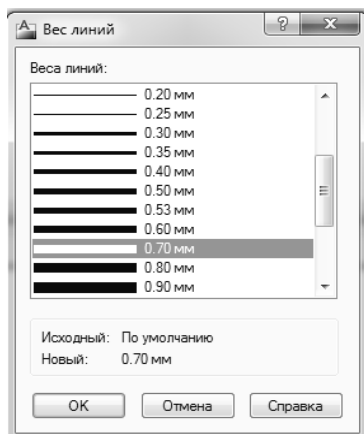 Вес линий
Веса линий:
0.20 мм
0.25 мм
0.30 мм
0.35 мм
0.40 мм
0.50 мм
0.53 мм
0.60 мм
0.70 мм
0.80 мм
0.90 мм
Исходный: По умолчанию
Новый: 0.70 мм
OK Отмена Справка